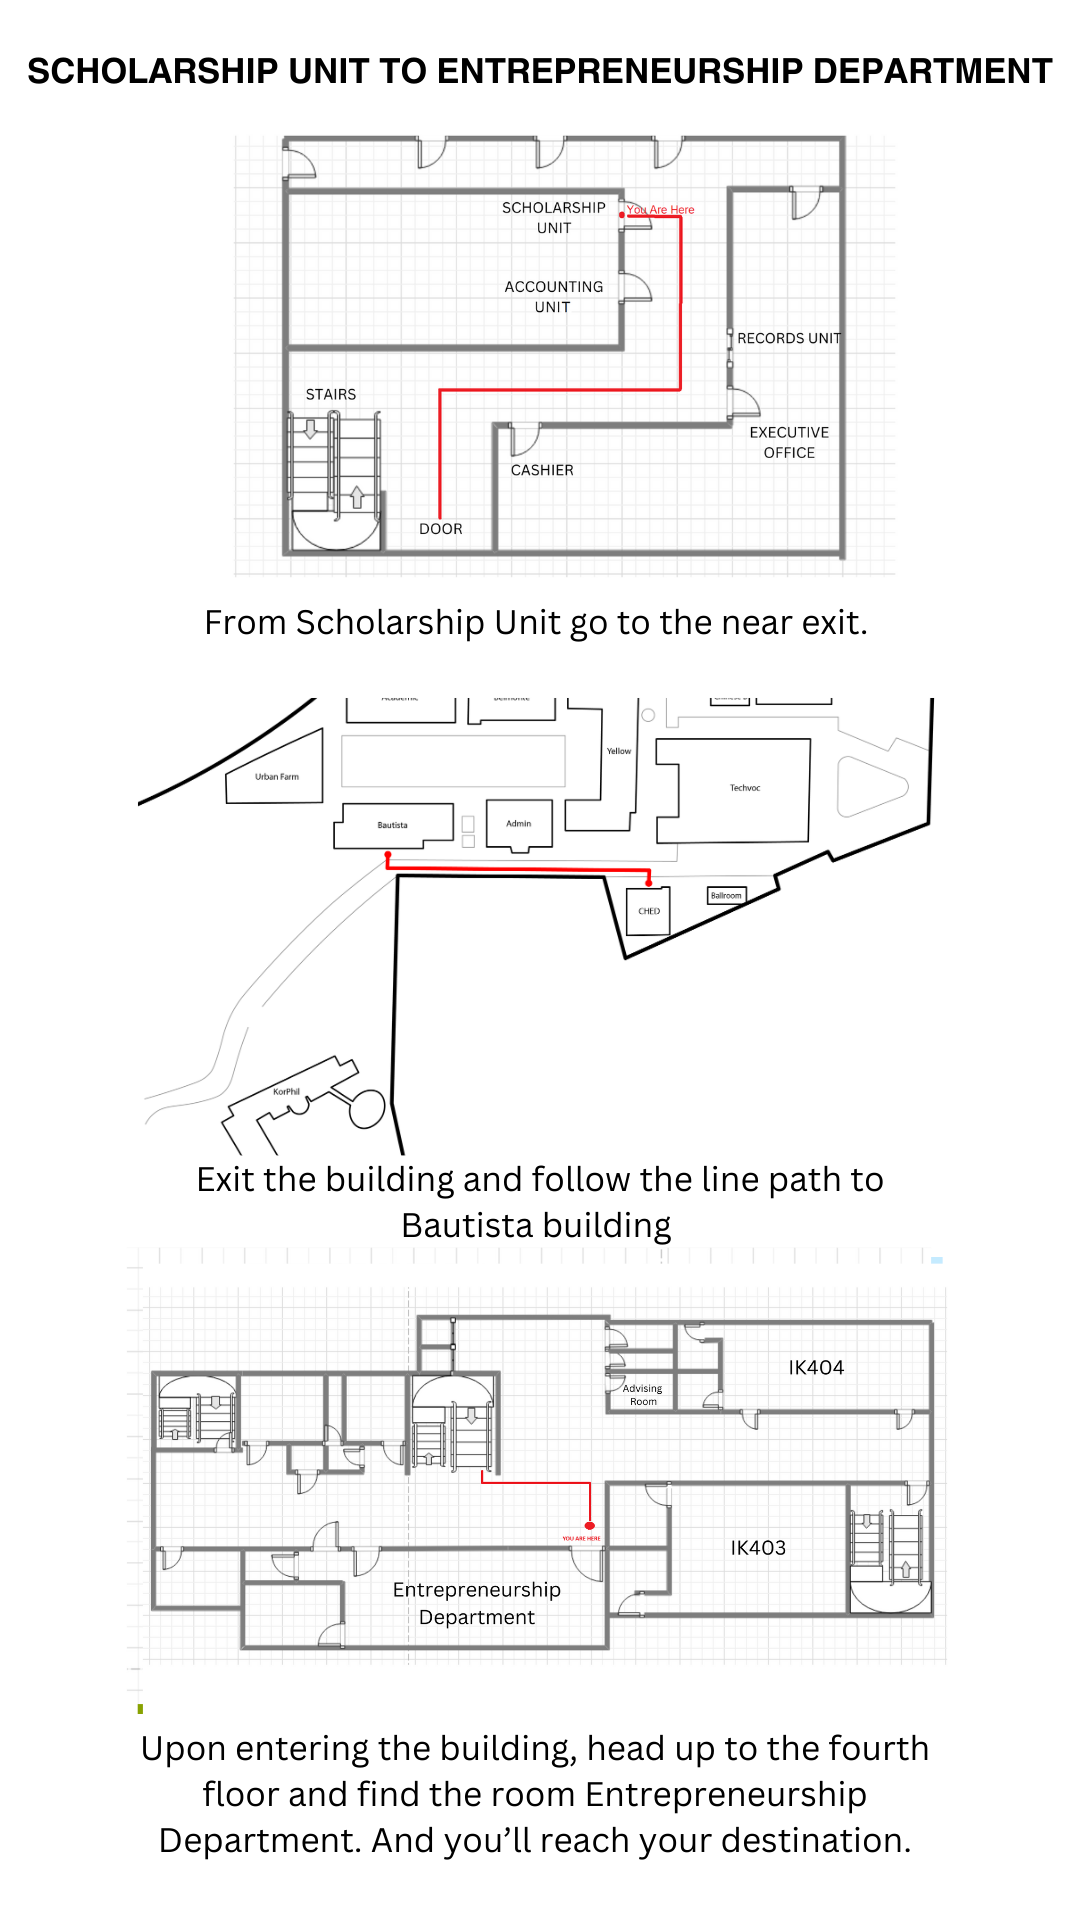 SCHOLARSHIP UNIT TO ENTREPRENEURSHIP DEPARTMENT
SCHOLARSHIP
UNIT
You Are Here
ACCOUNTING
UNIT
RECORDS UNIT
STAIRS
EXECUTIVE
OFFICE
CASHIER
DOOR
From Scholarship Unit go to the near exit.
Yellow
Urban Farm
Techvoc
Bautista
Admin
Ballroom
CHED
KorPhil
Exit the building and follow the line path to
Bautista building
IK404
Advising
Room
YOU ARE HERE
IK403
Entrepreneurship
Department
Upon entering the building, head up to the fourth
floor and find the room Entrepreneurship
Department. And you’ll reach your destination.